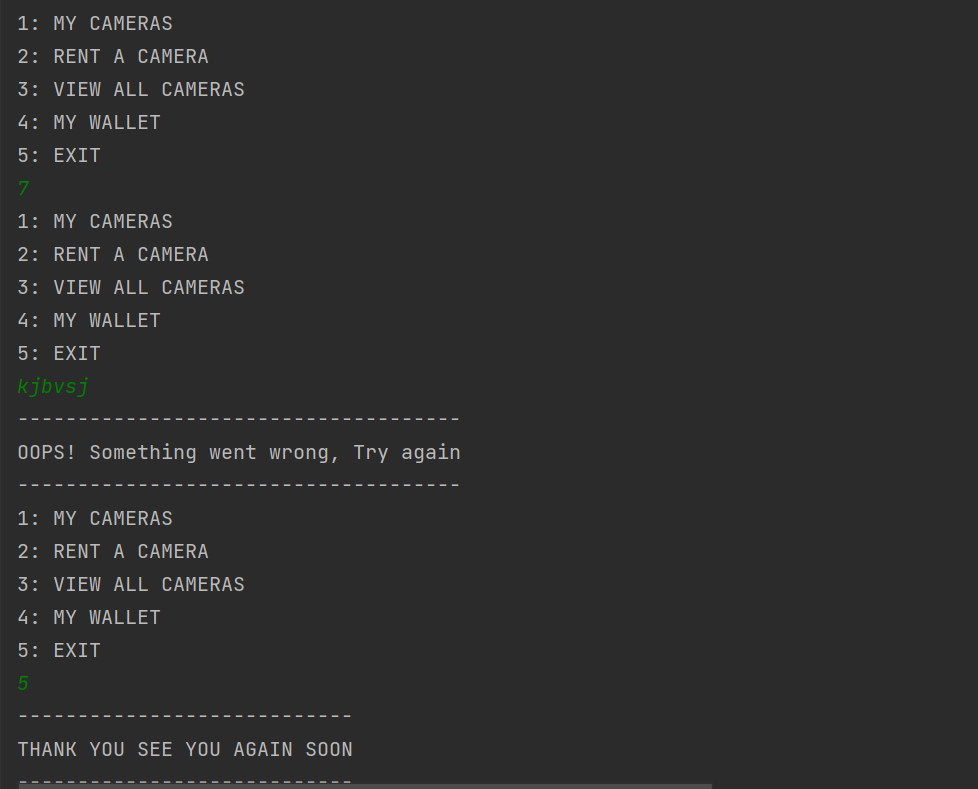 1: MY CAMERAS
2: RENT A CAMERA
3: VIEW ALL CAMERAS
4: MY WALLET
5: EXIT
7
1: MY CAMERAS
2: RENT A CAMERA
3: VIEW ALL CAMERAS
4: MY WALLET
5: EXIT
kjbvsj
-------------------------------------
OOPS! Something went wrong, Try again
-------------------------------------
1: MY CAMERAS
2: RENT A CAMERA
3: VIEW ALL CAMERAS
4: MY WALLET
5: EXIT
5
----------------------------
THANK YOU SEE YOU AGAIN SOON
----------------------------